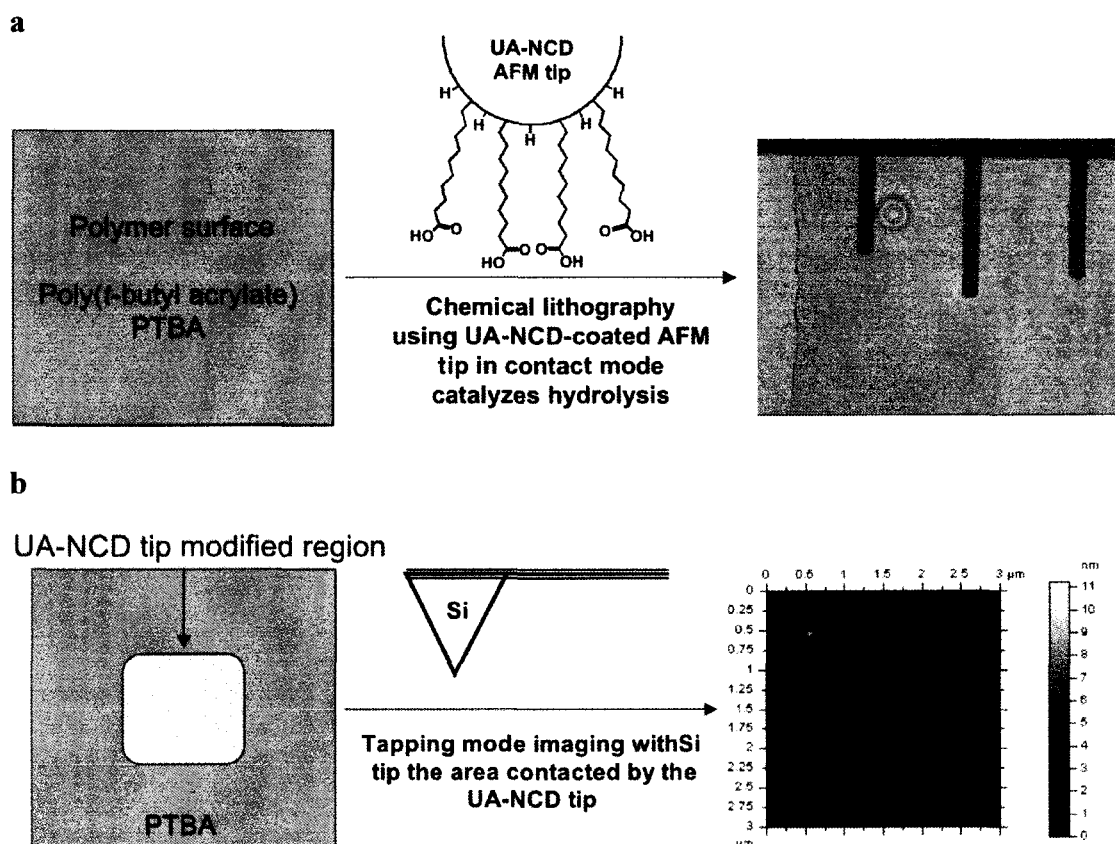 a
UA-NCD
AFM tip
H
H
H
H
H
HO
O
HO
O
O
OH
O
OH
Polymer surface
Poly(t-butyl acrylate)
PTBA
Chemical lithography
using UA-NCD-coated AFM
tip in contact mode
catalyzes hydrolysis
b
UA-NCD tip modified region
PTBA
Si
Tapping mode imaging withSi
tip the area contacted by the
UA-NCD tip
0 0.5 1 1.5 2 2.5 3 µm
0
0.25
0.5
0.75
1
1.25
1.5
1.75
2
2.25
2.5
2.75
3
µm
nm
11
10
9
8
7
6
5
4
3
2
1
0